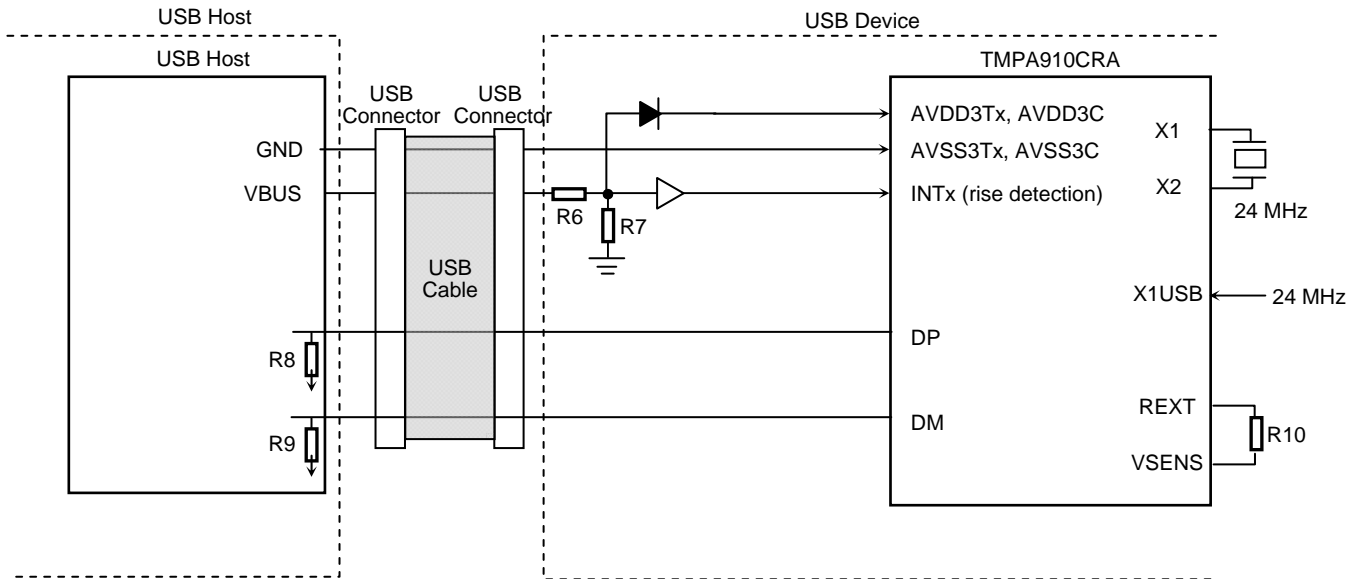 USB Host
USB Device
USB Host
TMPA910CRA
USB
Connector
USB
Connector
AVDD3Tx, AVDD3C
X1
GND
AVSS3Tx, AVSS3C
VBUS
INTx (rise detection)
X2
R6
R7
24 MHz
USB
Cable
X1USB
24 MHz
DP
R8
REXT
DM
R9
R10
VSENS